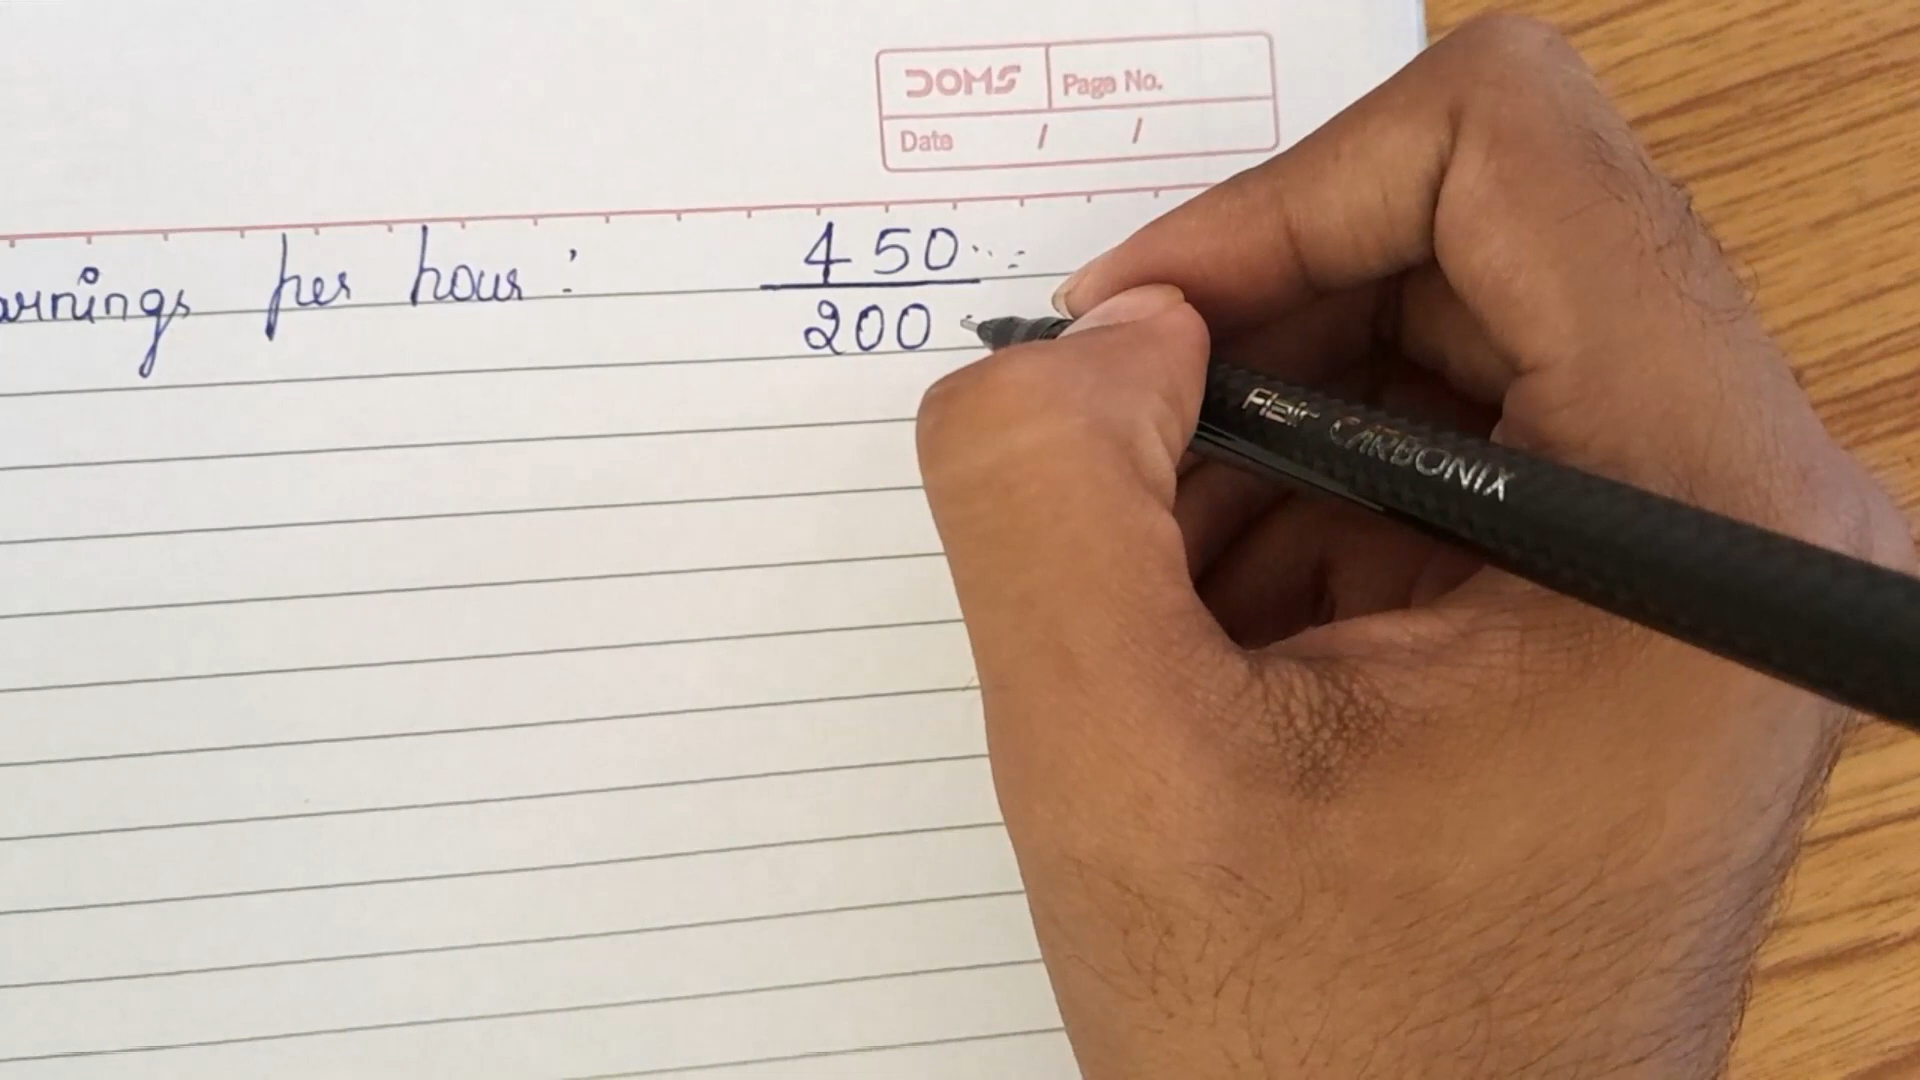 DOMS Page No.
Date / /
arnings per hour: 450
200
Flair CARBONIX